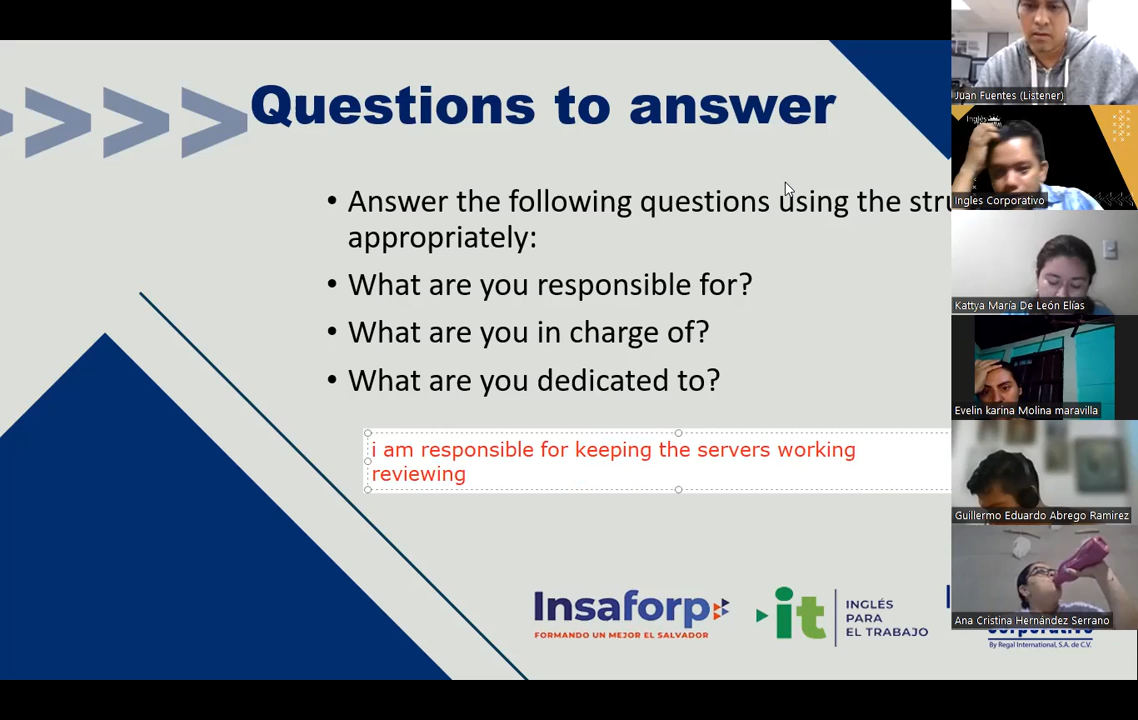 Questions to answer
• Answer the following questions using the stru
appropriately:
• What are you responsible for?
• What are you in charge of?
• What are you dedicated to?
i am responsible for keeping the servers working
reviewing
Insaforp
FORMANDO UN MEJOR EL SALVADOR
it
INGLÉS
PARA
EL TRABAJO
Corporativo
By Regal International, S.A. de C.V.
Juan Fuentes (Listener)
Inglés
Ingles Corporativo
Kattya María De León Elías
Evelin karina Molina maravilla
Guillermo Eduardo Abrego Ramirez
Ana Cristina Hernández Serrano